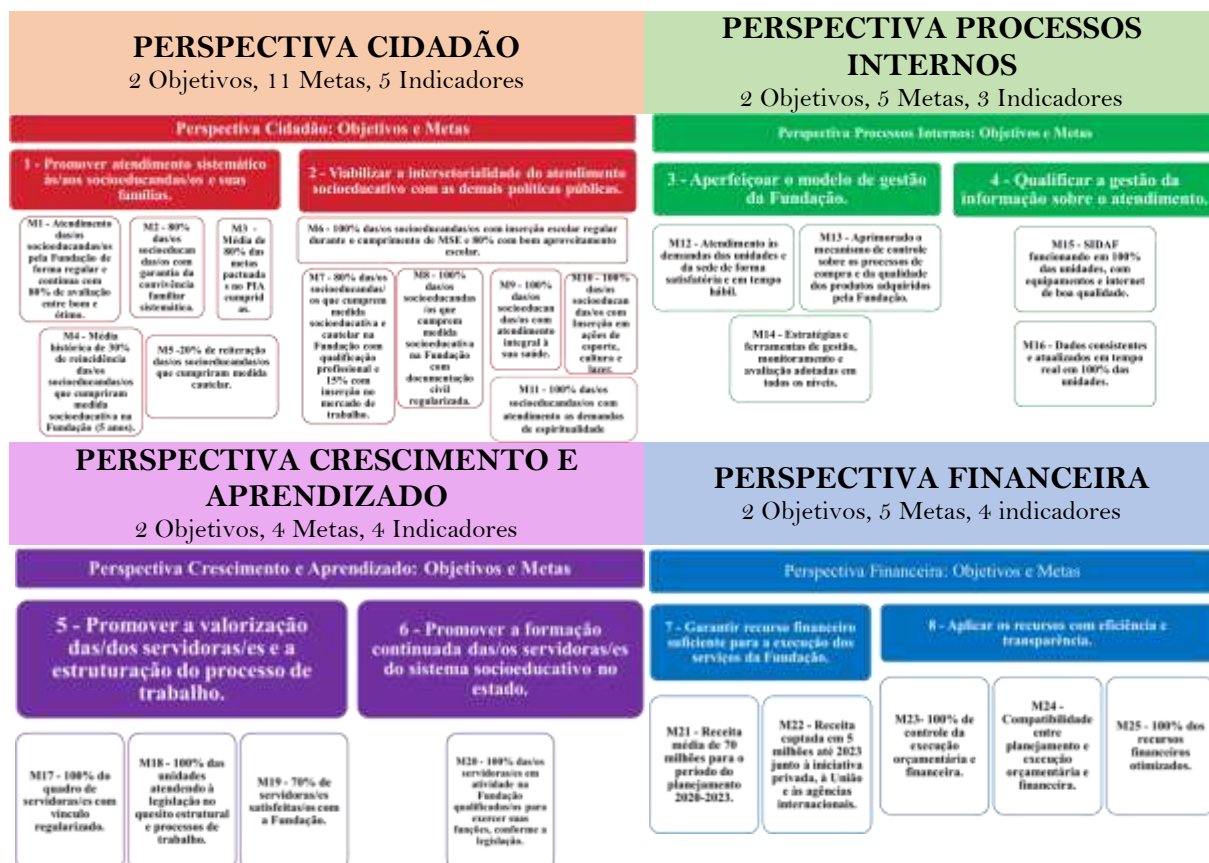 PERSPECTIVA CIDADÃO
2 Objetivos, 11 Metas, 5 Indicadores
Perspectiva Cidadão: Objetivos e Metas
1 - Promover atendimento sistemático
às/aos socioeducandas/os e suas
famílias.
2 - Viabilizar a intersetorialidade do atendimento
socioeducativo com as demais políticas públicas.
M1 - Atendimento
das/os
socioeducandas/os
pela Fundação de
forma regular e
contínua com
80% de avaliação
entre bom e
ótimo.
M2 - 80%
das/os
socioeducan
das/os com
garantia da
convivência
familiar
sistemática.
M3 -
Média de
80% das
metas
pactuada
s no PIA
cumprid
as.
M4 - Média
histórica de 30%
de reincidência
das/os
socioeducandas/os
que cumpriram
medida
socioeducativa na
Fundação (5 anos).
M5 -20% de reiteração
das/os socioeducandas/os
que cumpriram medida
cautelar.
M6 - 100% das/os socioeducandas/os com inserção escolar regular
durante o cumprimento de MSE e 80% com bom aproveitamento
escolar.
M7 - 80% das/os
socioeducandas/
os que cumprem
medida
socioeducativa e
cautelar na
Fundação com
qualificação
profissional e
15% com
inserção no
mercado de
trabalho.
M8 - 100%
das/os
socioeducandas
/os que
cumprem
medida
socioeducativa
na Fundação
com
documentação
civil
regularizada.
M9 - 100%
das/os
socioeducan
das/os com
atendimento
integral à
sua saúde.
M10 - 100%
das/os
socioeducan
das/os com
Inserção em
ações de
esporte,
cultura e
lazer.
M11 - 100% das/os
socioeducandas/os com
atendimento as demandas
de espiritualidade
PERSPECTIVA PROCESSOS
INTERNOS
2 Objetivos, 5 Metas, 3 Indicadores
Perspectiva Processos Internos: Objetivos e Metas
3 - Aperfeiçoar o modelo de gestão
da Fundação.
4 - Qualificar a gestão da
informação sobre o atendimento.
M12 - Atendimento às
demandas das unidades e
da sede de forma
satisfatória e em tempo
hábil.
M13 - Aprimorado o
mecanismo de controle
sobre os processos de
compra e da qualidade
dos produtos adquiridos
pela Fundação.
M14 - Estratégias e
ferramentas de gestão,
monitoramento e
avaliação adotadas em
todos os níveis.
M15 - SIDAF
funcionando em 100%
das unidades, com
equipamentos e internet
de boa qualidade.
M16 - Dados consistentes
e atualizados em tempo
real em 100% das
unidades.
PERSPECTIVA CRESCIMENTO E
APRENDIZADO
2 Objetivos, 4 Metas, 4 Indicadores
Perspectiva Crescimento e Aprendizado: Objetivos e Metas
5 - Promover a valorização
das/dos servidoras/es e a
estruturação do processo de
trabalho.
6 - Promover a formação
continuada das/os servidoras/es
do sistema socioeducativo no
estado.
M17 - 100% do
quadro de
servidoras/es com
vínculo
regularizado.
M18 - 100% das
unidades
atendendo à
legislação no
quesito estrutural
e processos de
trabalho.
M19 - 70% de
servidoras/es
satisfeitas/os com
a Fundação.
M20 - 100% das/os
servidoras/es em
atividade na
Fundação
qualificadas/os para
exercer suas
funções, conforme a
legislação.
PERSPECTIVA FINANCEIRA
2 Objetivos, 5 Metas, 4 indicadores
Perspectiva Financeira: Objetivos e Metas
7 - Garantir recurso financeiro
suficiente para a execução dos
serviços da Fundação.
8 - Aplicar os recursos com eficiência e
transparência.
M21 - Receita
média de 70
milhões para o
período do
planejamento
2020-2023.
M22 - Receita
captada em 5
milhões até 2023
junto à iniciativa
privada, à União
e às agências
internacionais.
M23- 100% de
controle da
execução
orçamentária e
financeira.
M24 -
Compatibilidade
entre
planejamento e
execução
orçamentária e
financeira.
M25 - 100% dos
recursos
financeiros
otimizados.